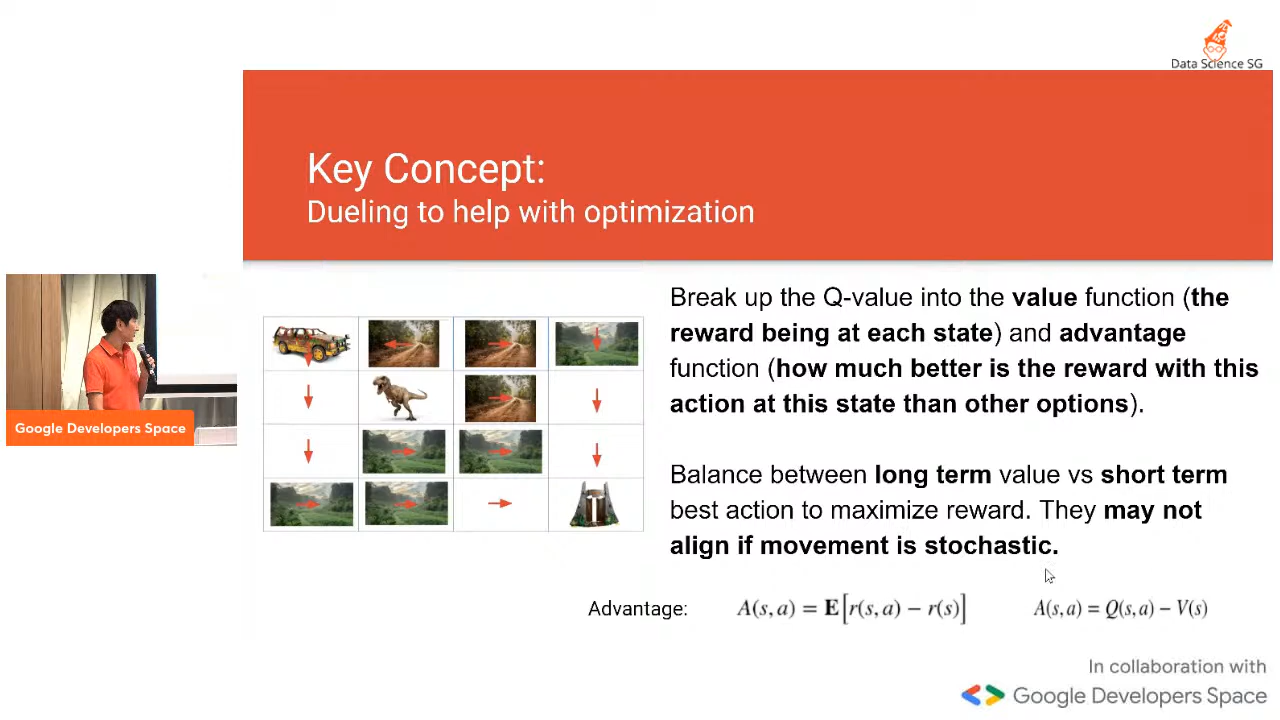 Data Science SG
Key Concept:
Dueling to help with optimization
Break up the Q-value into the value function (the
reward being at each state) and advantage
function (how much better is the reward with this
action at this state than other options).
Balance between long term value vs short term
best action to maximize reward. They may not
align if movement is stochastic.
Google Developers Space
Advantage: A(s, a) = E[r(s, a) − r(s)] A(s, a) = Q(s, a) − V(s)
In collaboration with
Google Developers Space